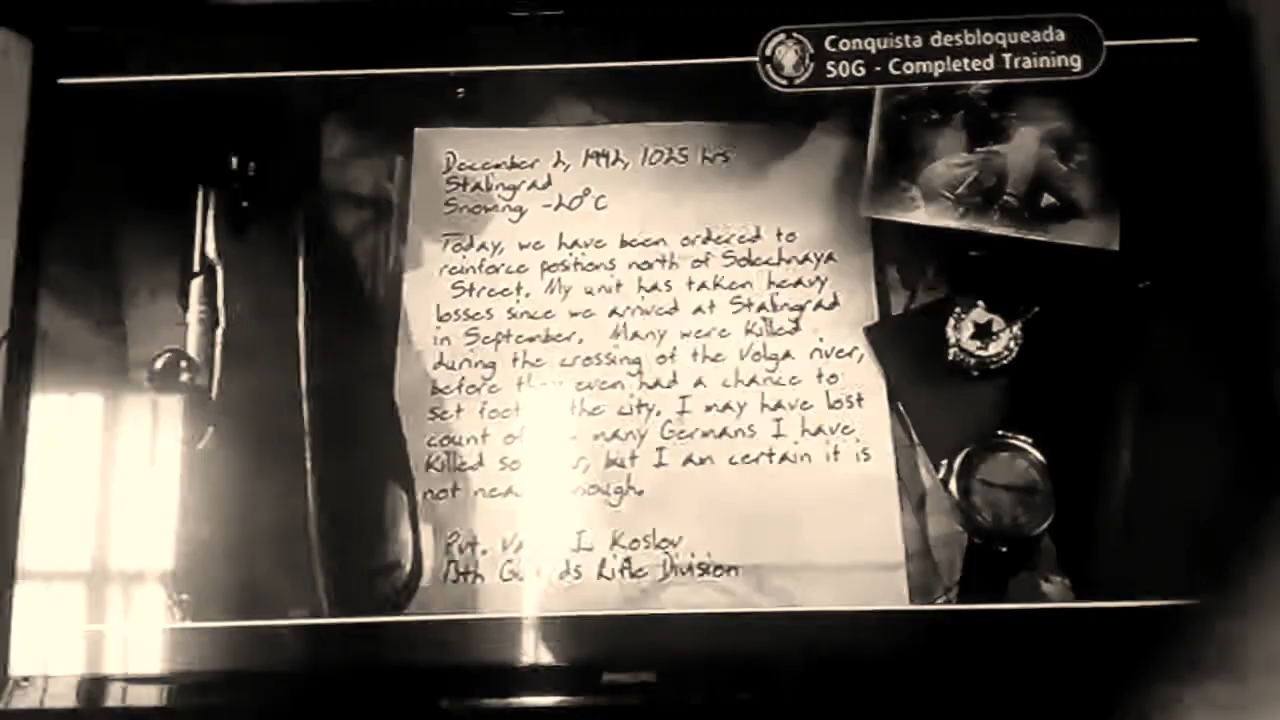 Conquista desbloqueada
S0G - Completed Training
December 2, 1942, 1025 hrs
Stalingrad
Snowing -20°C
Today, we have been ordered to
reinforce positions north of Solechnaya
Street. My unit has taken heavy
losses since we arrived at Stalingrad
in September. Many were killed
during the crossing of the Volga river,
before they even had a chance to
set foot the city. I may have lost
count of many Germans I have
killed so, but I am certain it is
not enough.
Pvt. I. Koslov
13th Guards Rifle Division